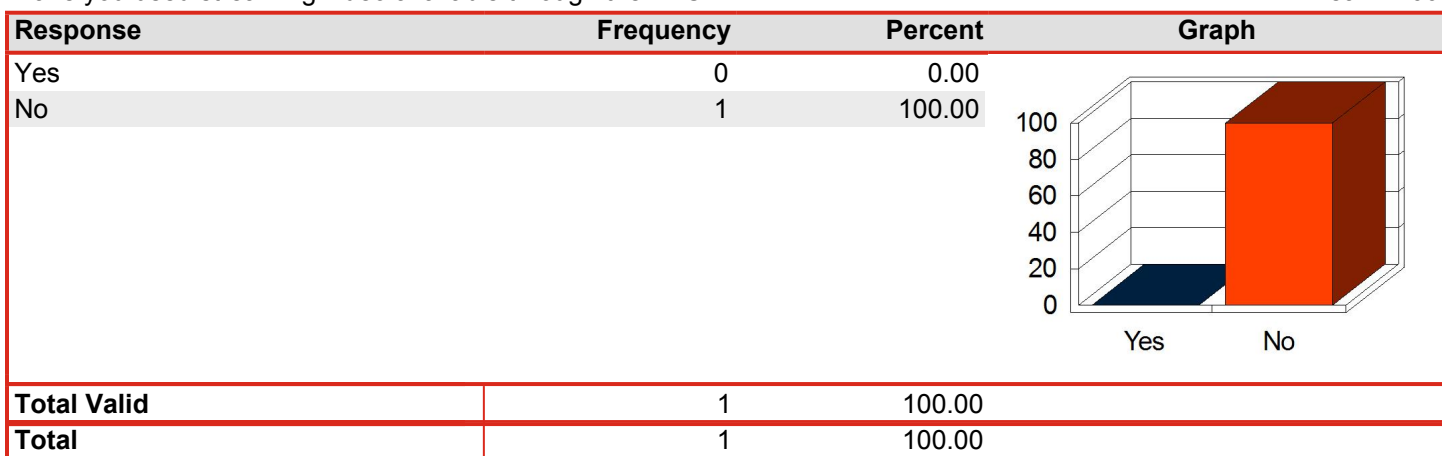 Response Frequency Percent Graph
Yes 0 0.00
No 1 100.00
100
80
60
40
20
0
Yes No
Total Valid 1 100.00
Total 1 100.00